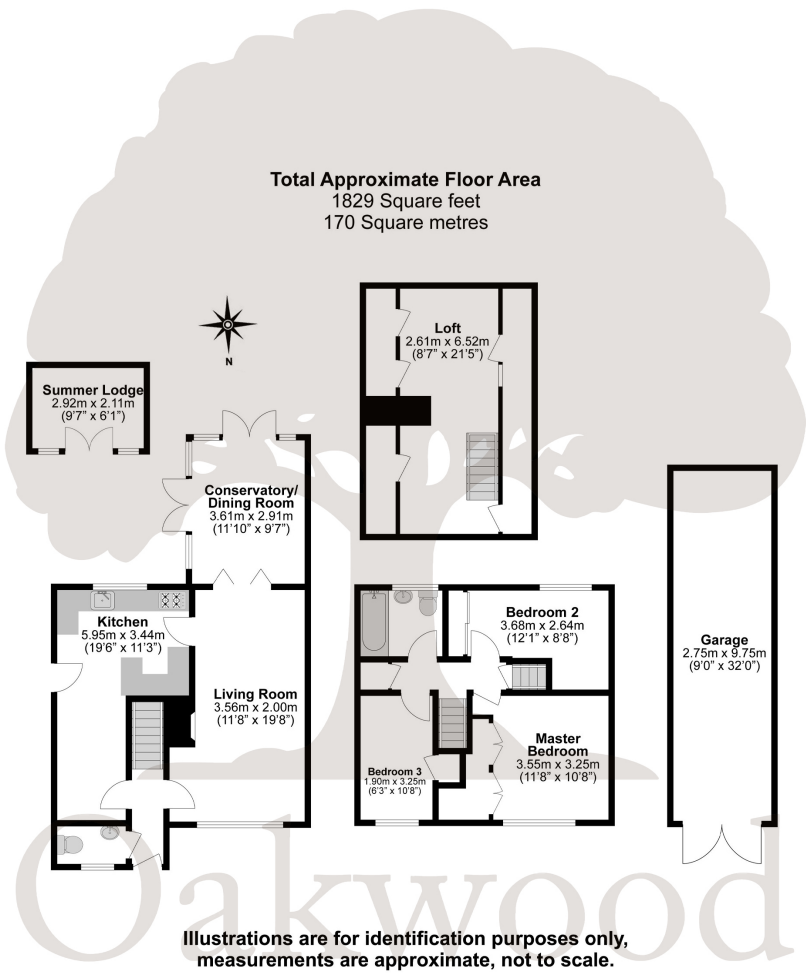 Total Approximate Floor Area
1829 Square feet
170 Square metres
N
Loft
2.61m x 6.52m
(8'7" x 21'5")
Summer Lodge
2.92m x 2.11m
(9'7" x 6'1")
Conservatory/
Dining Room
3.61m x 2.91m
(11'10" x 9'7")
Kitchen
5.95m x 3.44m
(19'6" x 11'3")
Living Room
3.56m x 2.00m
(11'8" x 19'8")
Bedroom 2
3.68m x 2.64m
(12'1" x 8'8")
Master
Bedroom
3.55m x 3.25m
(11'8" x 10'8")
Bedroom 3
1.90m x 3.25m
(6'3" x 10'8")
Garage
2.75m x 9.75m
(9'0" x 32'0")
Oakwood
Illustrations are for identification purposes only,
measurements are approximate, not to scale.